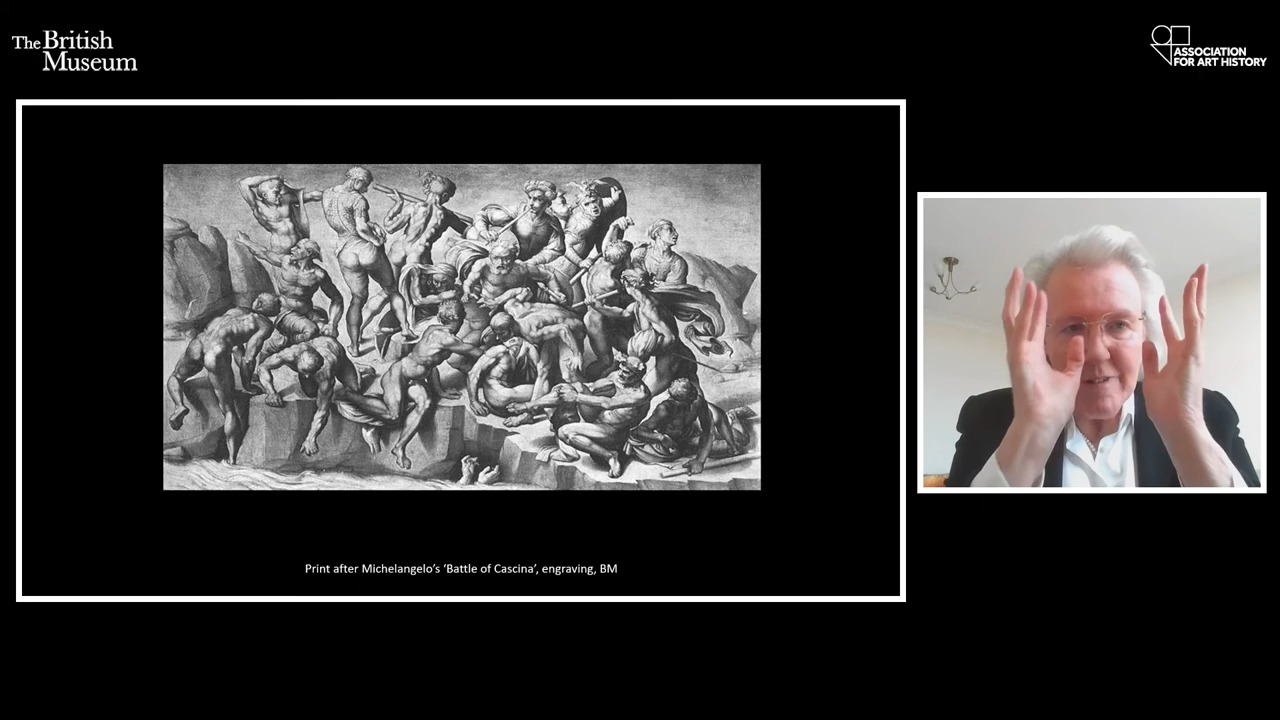 The British
Museum
ASSOCIATION
FOR ART HISTORY
Print after Michelangelo's ‘Battle of Cascina’, engraving, BM